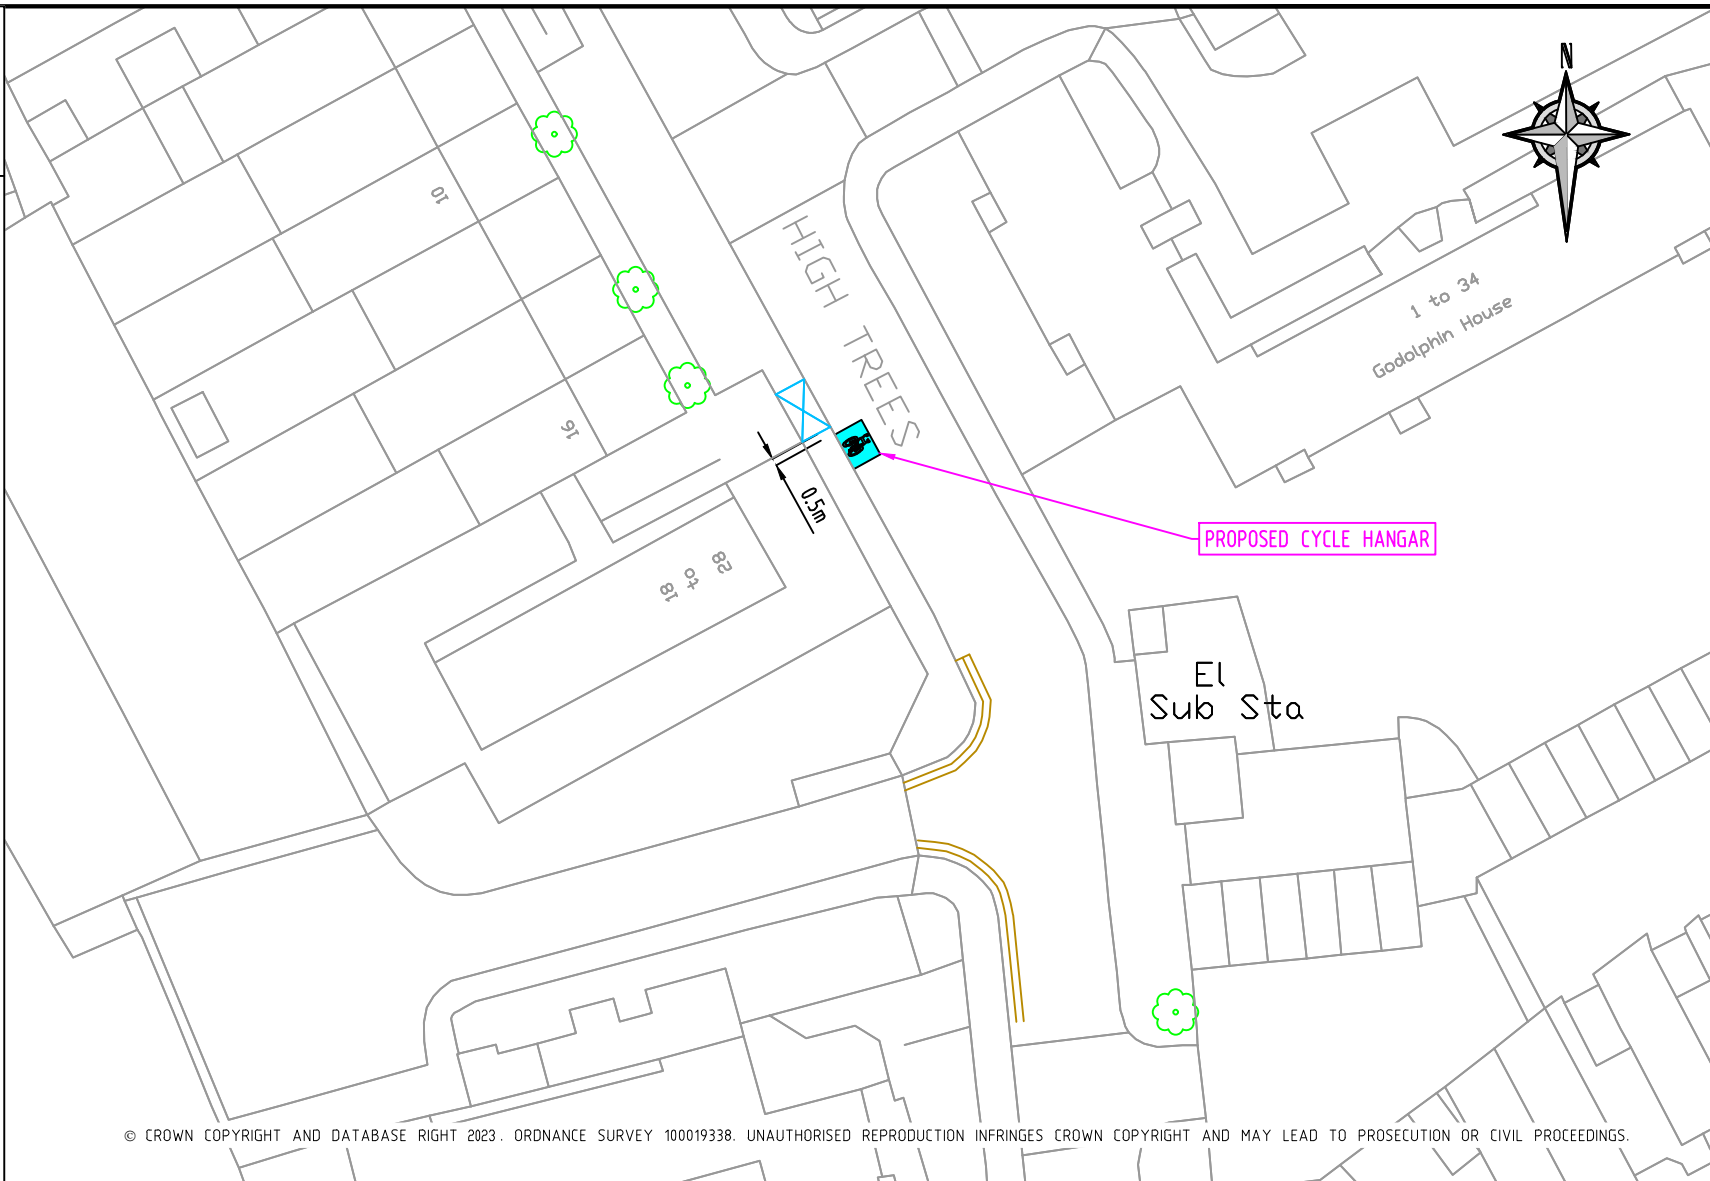 N
10
HIGH TREES
1 to 34
Godolphin House
16
0.5m
PROPOSED CYCLE HANGAR
18 to 28
El
Sub Sta
© CROWN COPYRIGHT AND DATABASE RIGHT 2023. ORDNANCE SURVEY 100019338. UNAUTHORISED REPRODUCTION INFRINGES CROWN COPYRIGHT AND MAY LEAD TO PROSECUTION OR CIVIL PROCEEDINGS.